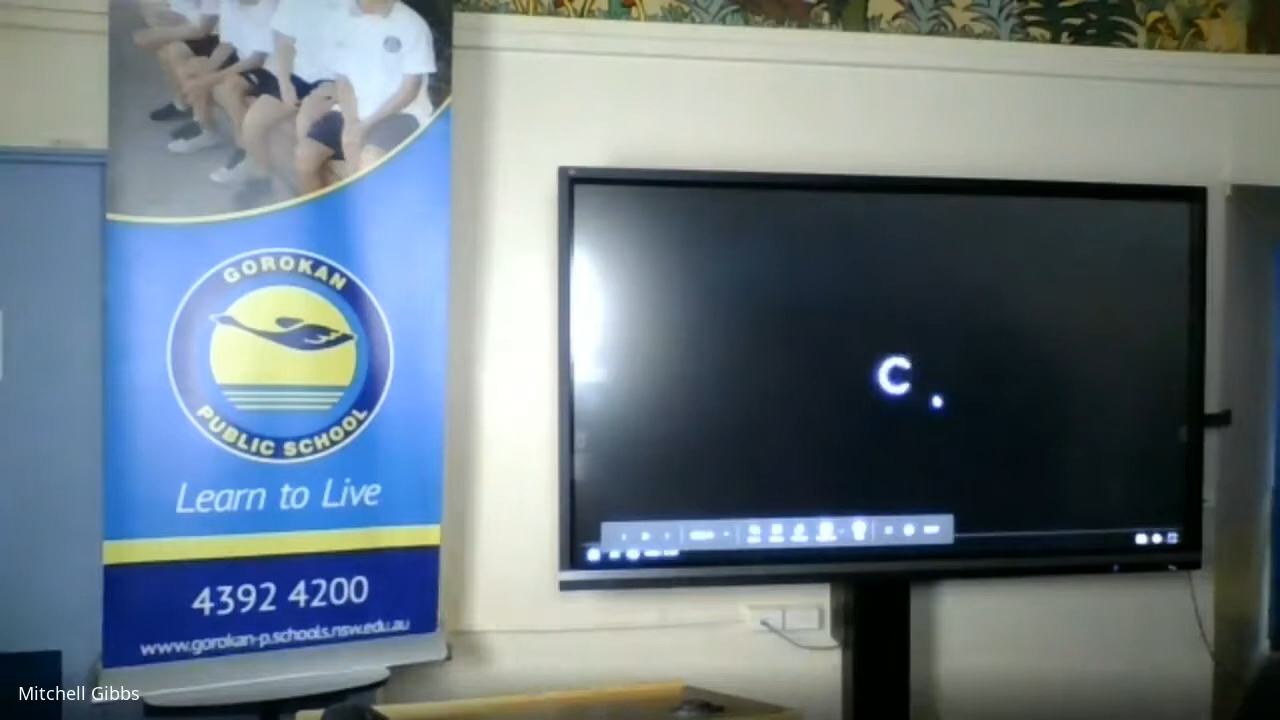 GOROKAN
PUBLIC SCHOOL
Learn to Live
4392 4200
www.gorokan-p.schools.nsw.edu.au
C.
Mitchell Gibbs